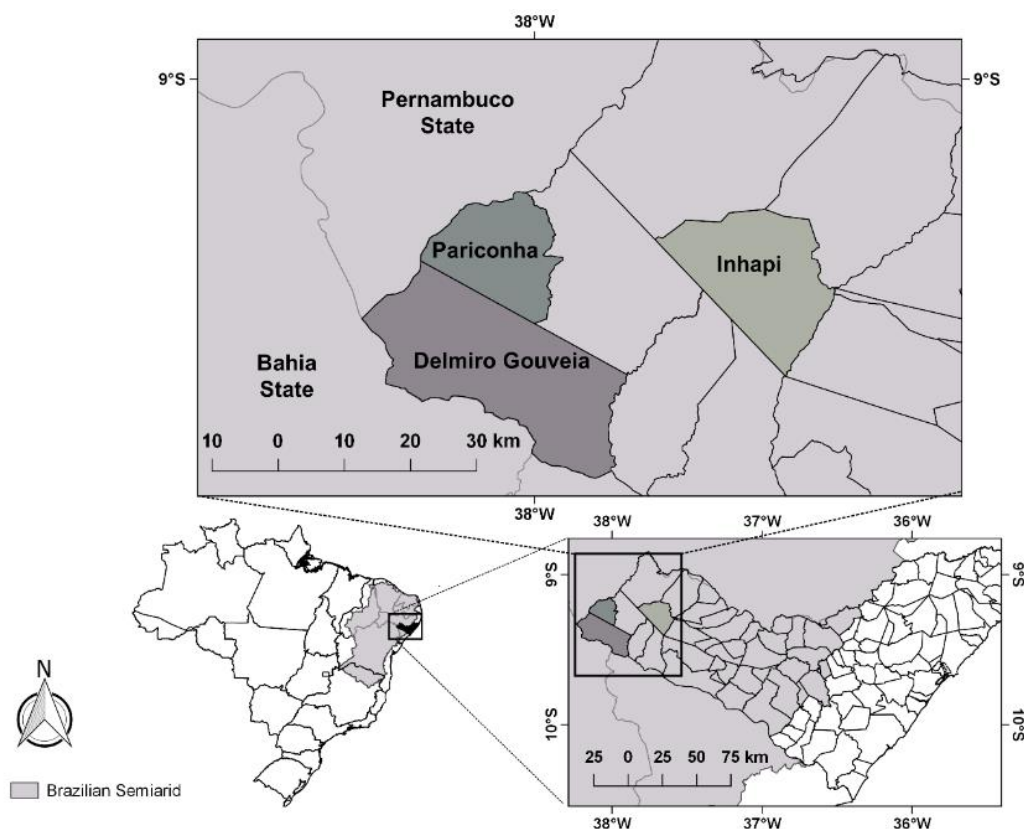 38°W
9°S
9°S
Pernambuco
State
Pariconha
Inhapi
Delmiro Gouveia
Bahia
State
10 0 10 20 30 km
38°W
38°W 37°W 36°W
9°S
9°S
10°S
10°S
25 0 25 50 75 km
38°W 37°W 36°W
N
Brazilian Semiarid